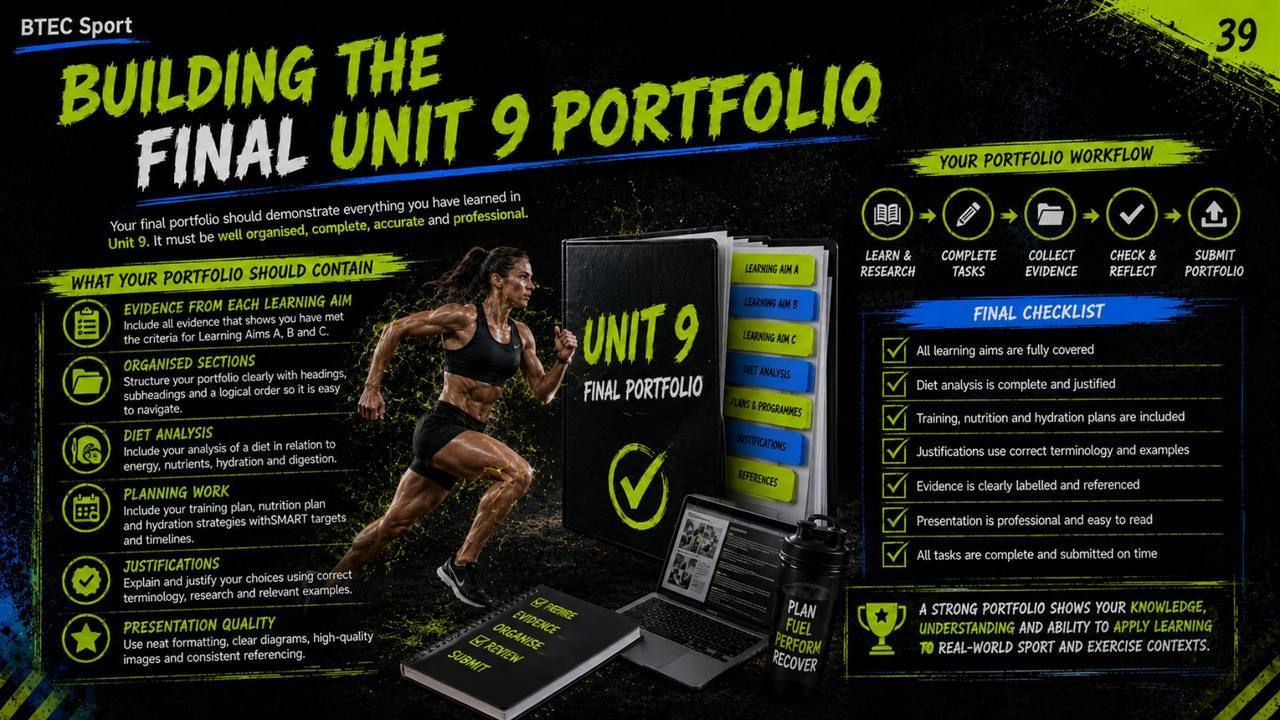 BTEC Sport
39
BUILDING THE
FINAL UNIT 9 PORTFOLIO
Your final portfolio should demonstrate everything you have learned in
Unit 9. It must be well organised, complete, accurate and professional.
WHAT YOUR PORTFOLIO SHOULD CONTAIN
EVIDENCE FROM EACH LEARNING AIM
Include all evidence that shows you have met
the criteria for Learning Aims A, B and C.
ORGANISED SECTIONS
Structure your portfolio clearly with headings,
subheadings and a logical order so it is easy
to navigate.
DIET ANALYSIS
Include your analysis of a diet in relation to
energy, nutrients, hydration and digestion.
PLANNING WORK
Include your training plan, nutrition plan
and hydration strategies withSMART targets
and timelines.
JUSTIFICATIONS
Explain and justify your choices using correct
terminology, research and relevant examples.
PRESENTATION QUALITY
Use neat formatting, clear diagrams, high-quality
images and consistent referencing.
UNIT 9
FINAL PORTFOLIO
LEARNING AIM A
LEARNING AIM B
LEARNING AIM C
DIET ANALYSIS
PLANS & PROGRAMMES
JUSTIFICATIONS
REFERENCES
PREPARE
EVIDENCE
ORGANISE
REVIEW
SUBMIT
PLAN
FUEL
PERFORM
RECOVER
YOUR PORTFOLIO WORKFLOW
LEARN &
RESEARCH
COMPLETE
TASKS
COLLECT
EVIDENCE
CHECK &
REFLECT
SUBMIT
PORTFOLIO
FINAL CHECKLIST
All learning aims are fully covered
Diet analysis is complete and justified
Training, nutrition and hydration plans are included
Justifications use correct terminology and examples
Evidence is clearly labelled and referenced
Presentation is professional and easy to read
All tasks are complete and submitted on time
A STRONG PORTFOLIO SHOWS YOUR KNOWLEDGE,
UNDERSTANDING AND ABILITY TO APPLY LEARNING
TO REAL-WORLD SPORT AND EXERCISE CONTEXTS.